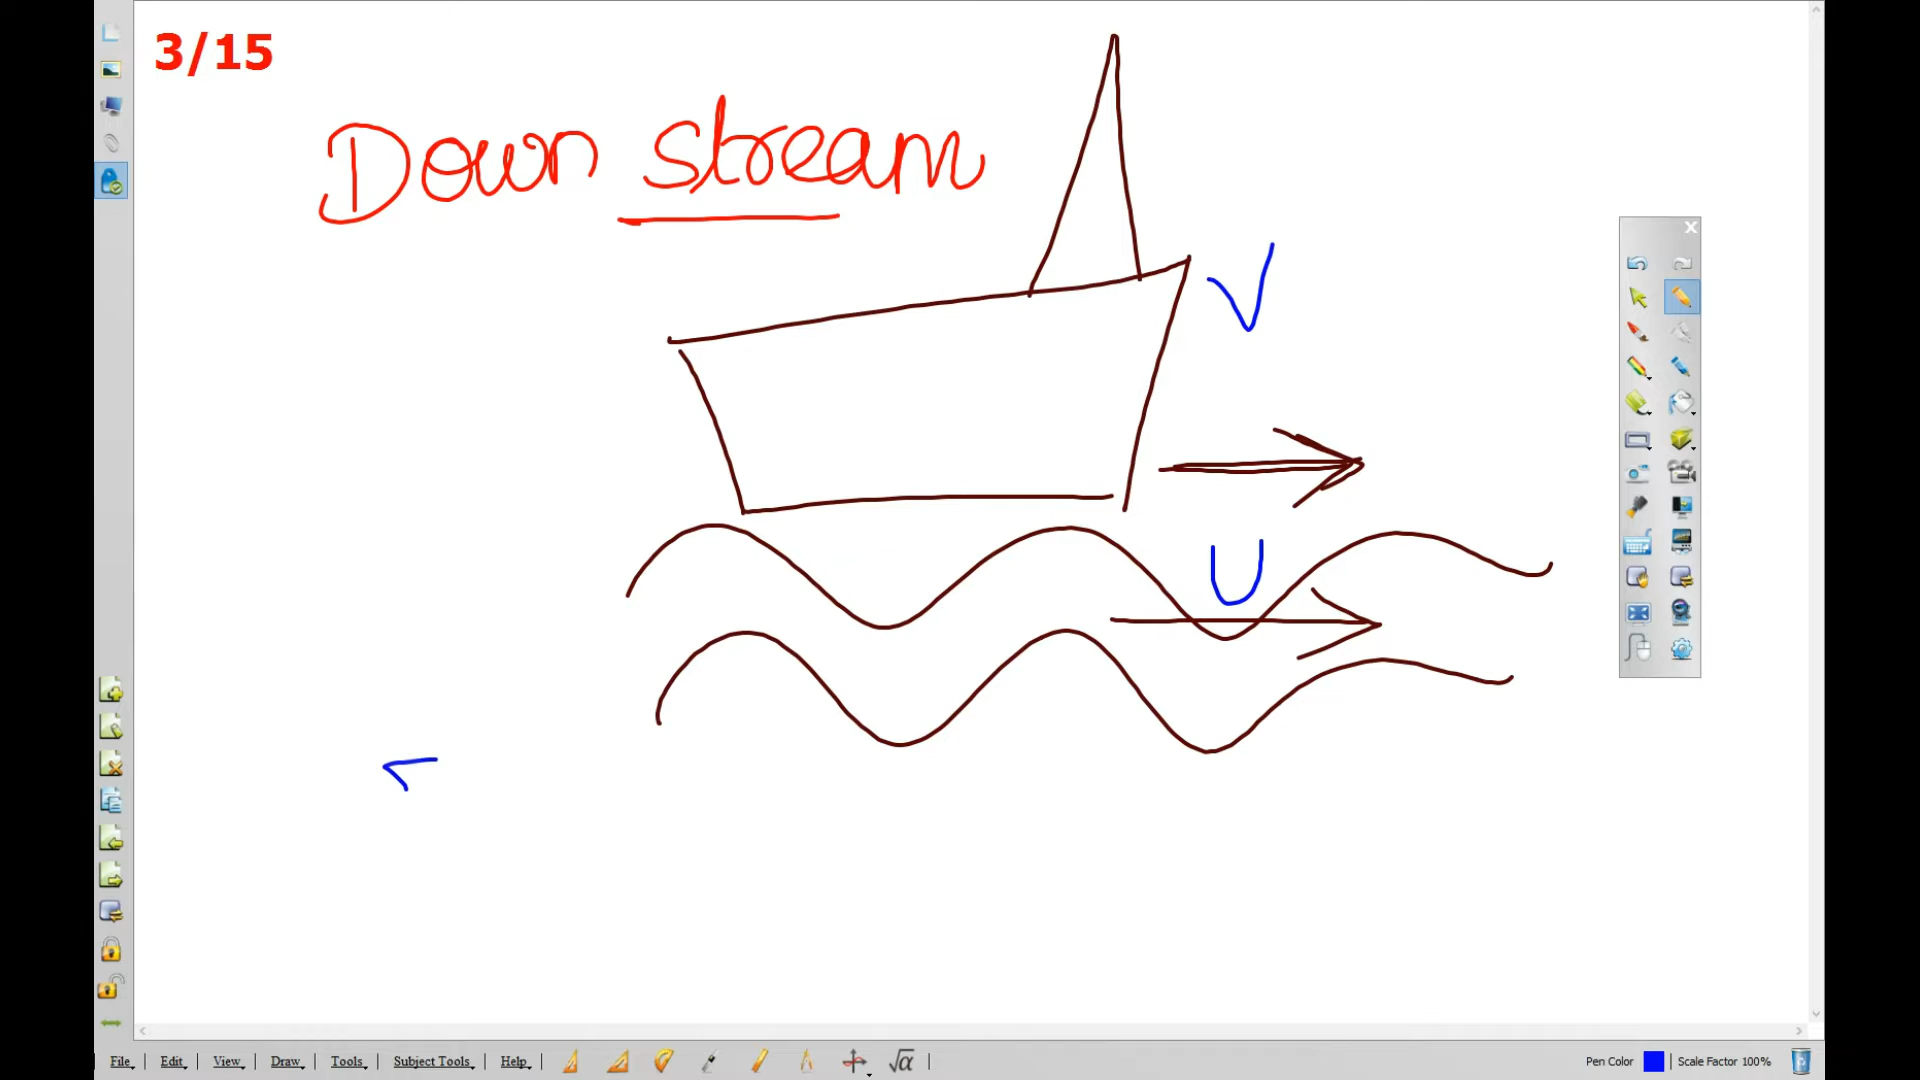 3/15
Down stream
V
U
File Edit View Draw Tools Subject Tools Help √α Pen Color Scale Factor 100%